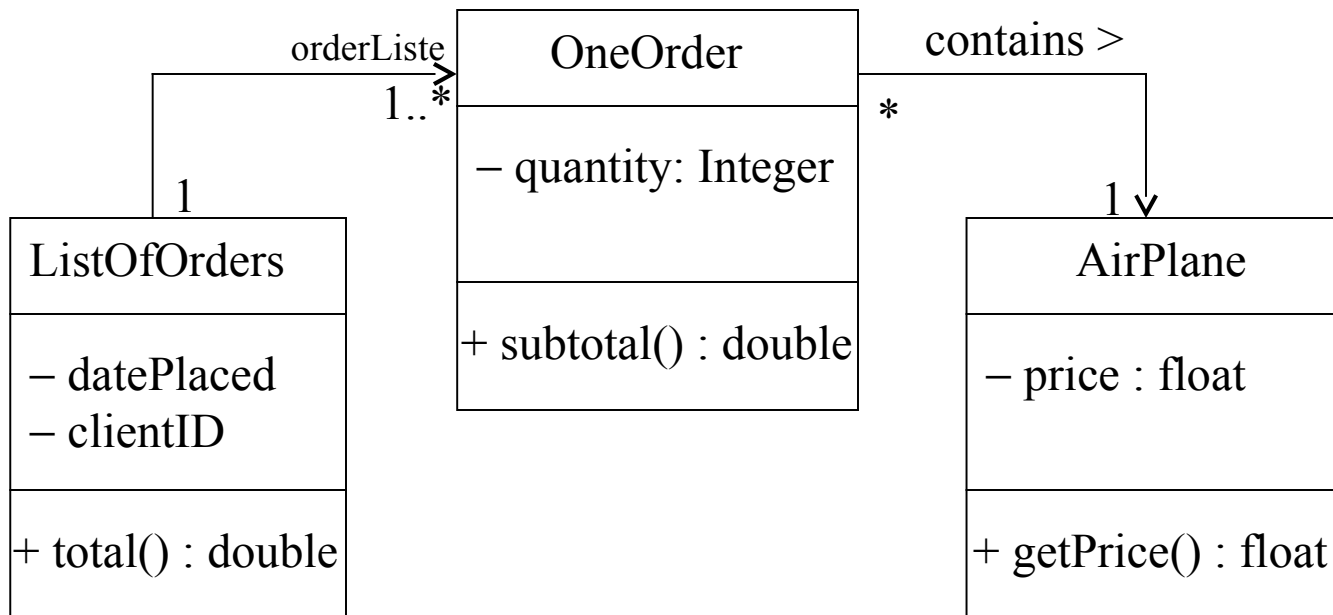 orderListe
1..*
1
OneOrder
– quantity: Integer
+ subtotal() : double
contains >
*
1
ListOfOrders
– datePlaced
– clientID
+ total() : double
AirPlane
– price : float
+ getPrice() : float